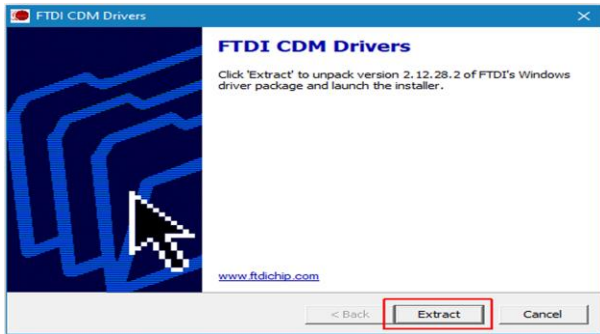 FTDI CDM Drivers
FTDI CDM Drivers
Click 'Extract' to unpack version 2.12.28.2 of FTDI's Windows
driver package and launch the installer.
www.ftdichip.com
< Back
Extract
Cancel